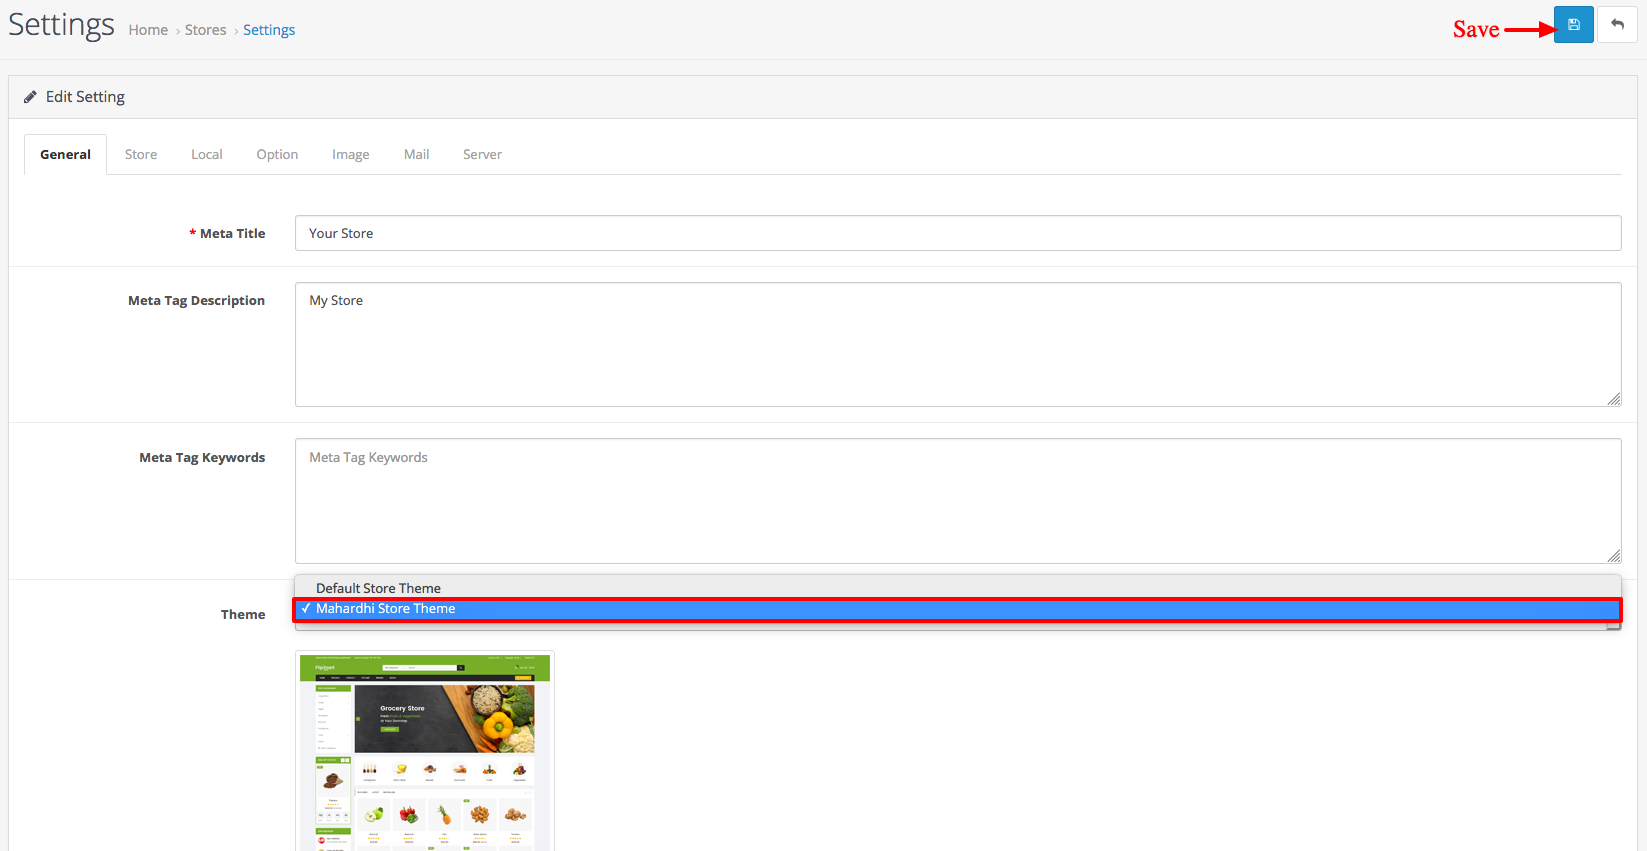 Settings Home › Stores › Settings
Save
Edit Setting
General Store Local Option Image Mail Server
* Meta Title
Your Store
Meta Tag Description
My Store
Meta Tag Keywords
Meta Tag Keywords
Theme
Default Store Theme
✓ Mahardhi Store Theme
Grocery Store